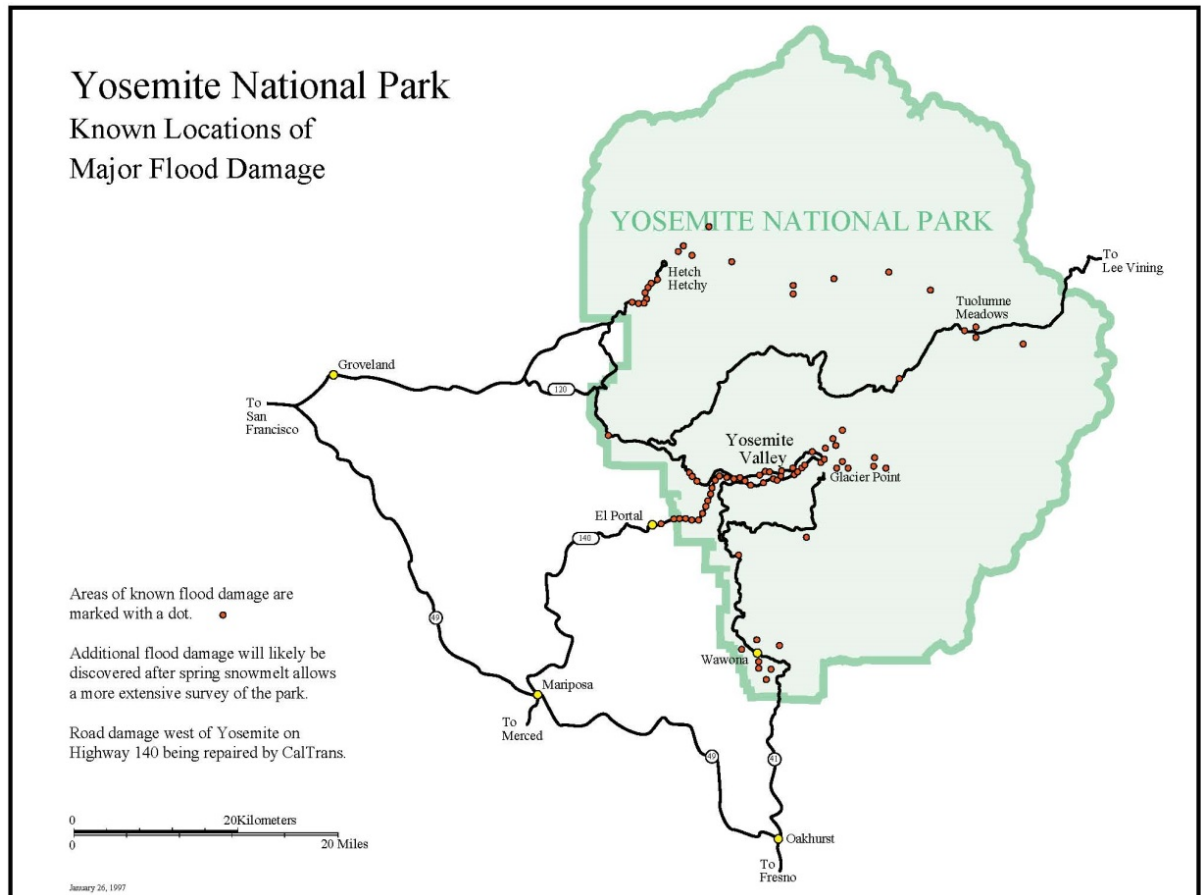 Yosemite National Park
Known Locations of
Major Flood Damage
YOSEMITE NATIONAL PARK
To
Lee Vining
Hetch
Hetchy
Tuolumne
Meadows
Groveland
120
To
San
Francisco
Yosemite
Valley
Glacier Point
El Portal
140
Areas of known flood damage are
marked with a dot.
49
Additional flood damage will likely be
discovered after spring snowmelt allows
a more extensive survey of the park.
Wawona
Mariposa
To
Merced
Road damage west of Yosemite on
Highway 140 being repaired by CalTrans.
49
41
0 20Kilometers
0 20 Miles
Oakhurst
To
Fresno
January 26, 1997